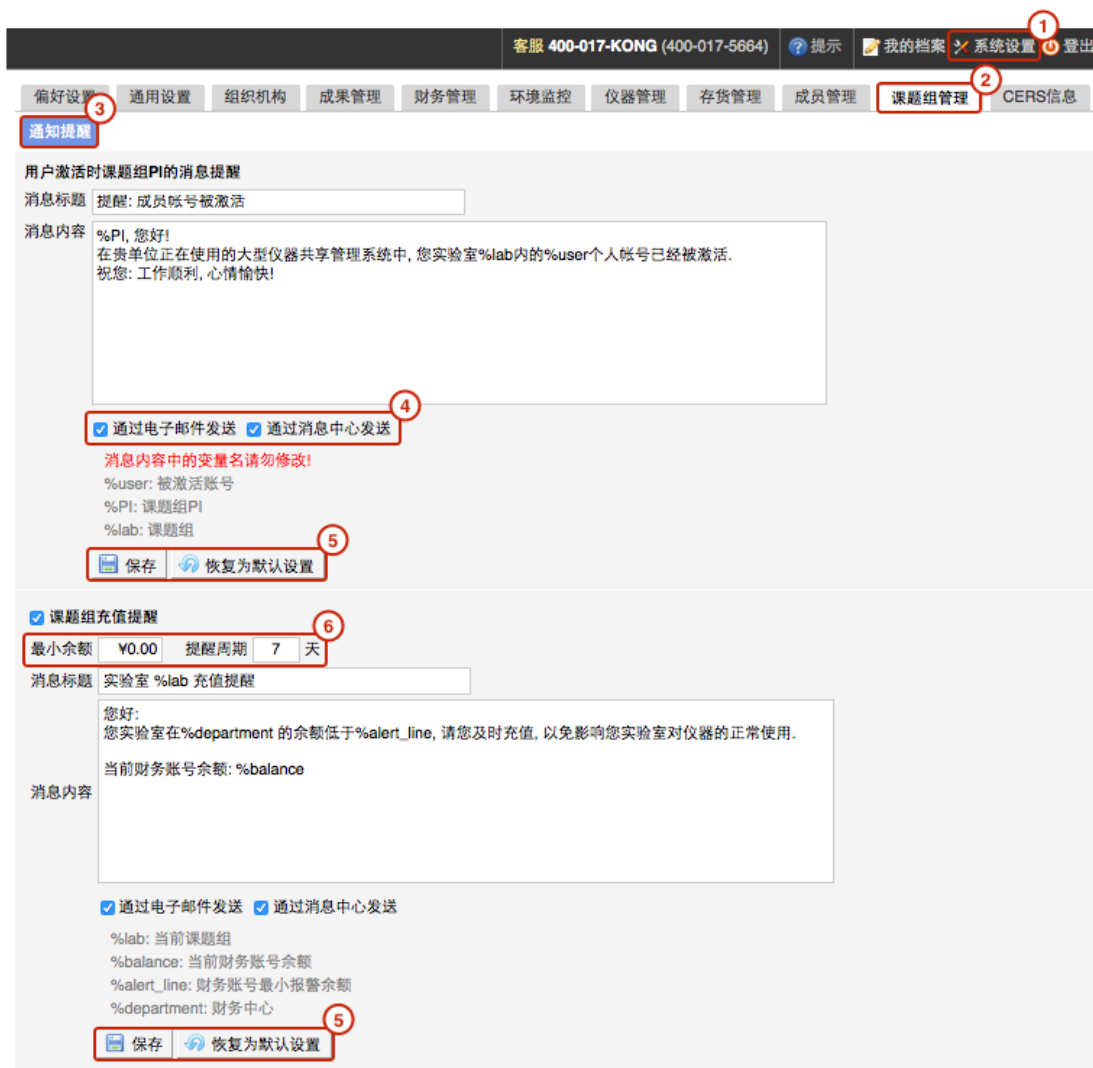 1
客服 400-017-KONG (400-017-5664) 提示 我的档案 系统设置 登出
2
偏好设置 通用设置 组织机构 成果管理 财务管理 环境监控 仪器管理 存货管理 成员管理 课题组管理 CERS信息
3
通知提醒
用户激活时课题组PI的消息提醒
消息标题 提醒: 成员帐号被激活
消息内容 %PI, 您好!
在贵单位正在使用的大型仪器共享管理系统中, 您实验室%lab内的%user个人帐号已经被激活.
祝您: 工作顺利, 心情愉快!
4
通过电子邮件发送 通过消息中心发送
消息内容中的变量名请勿修改!
%user: 被激活账号
%PI: 课题组PI
%lab: 课题组
5
保存 恢复为默认设置
课题组充值提醒
6
最小余额 ¥0.00 提醒周期 7 天
消息标题 实验室 %lab 充值提醒
您好:
您实验室在%department 的余额低于%alert_line, 请您及时充值, 以免影响您实验室对仪器的正常使用.
当前财务账号余额: %balance
消息内容
通过电子邮件发送 通过消息中心发送
%lab: 当前课题组
%balance: 当前财务账号余额
%alert_line: 财务账号最小报警余额
%department: 财务中心
5
保存 恢复为默认设置